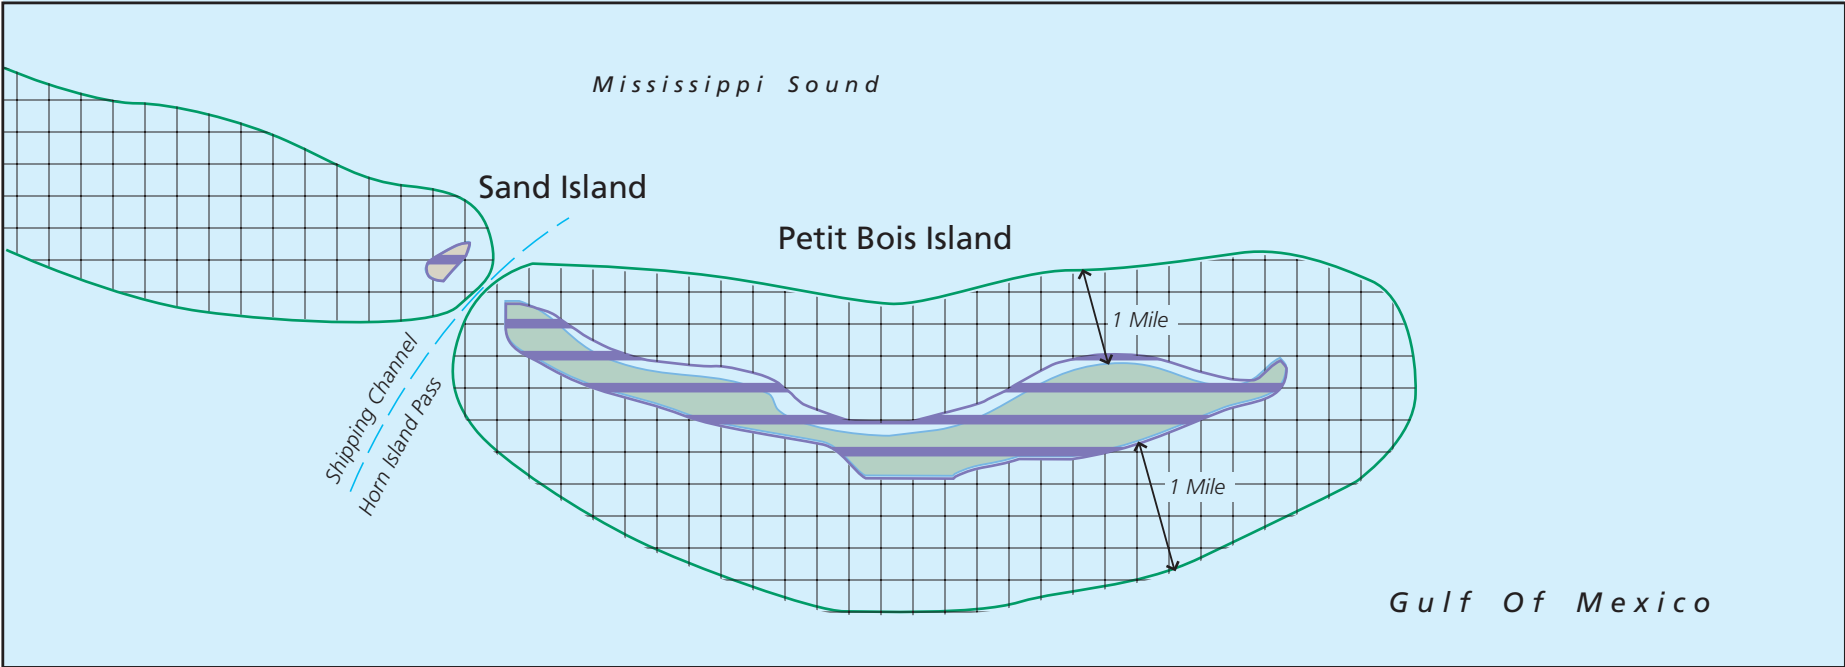 Mississippi Sound
Sand Island
Petit Bois Island
1 Mile
Shipping Channel
Horn Island Pass
1 Mile
Gulf Of Mexico